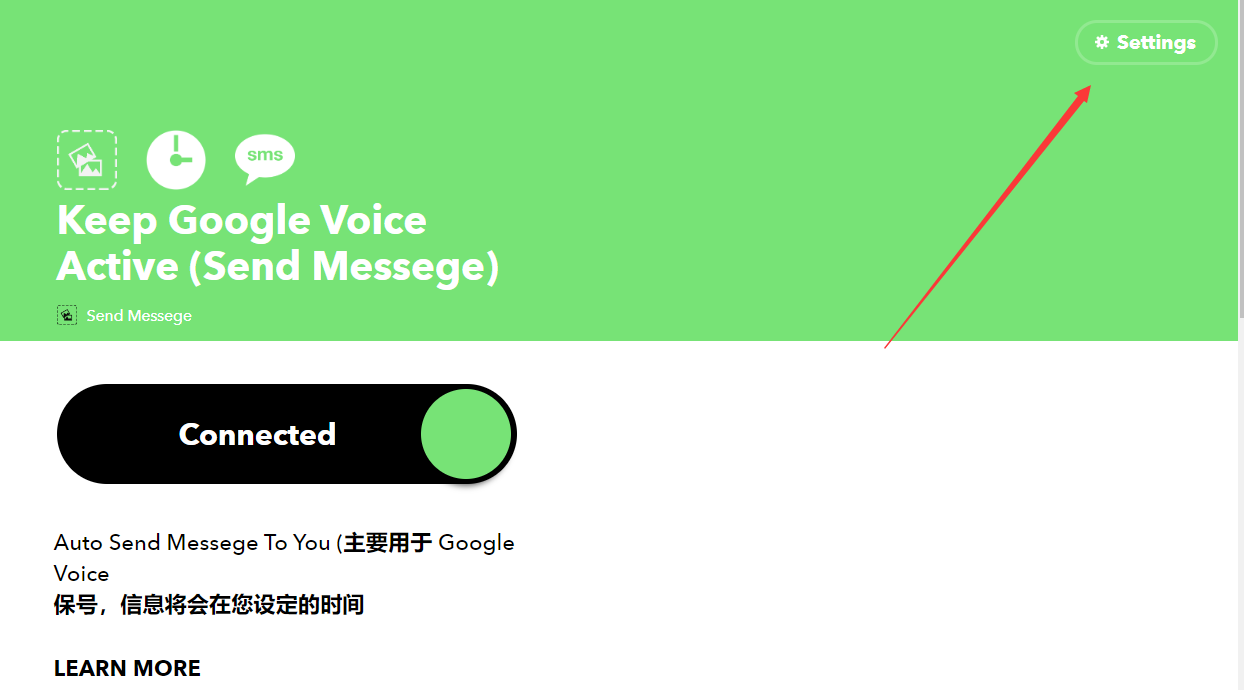 Settings
sms
Keep Google Voice
Active (Send Messege)
Send Messege
Connected
Auto Send Messege To You (主要用于 Google
Voice
保号，信息将会在您设定的时间
LEARN MORE